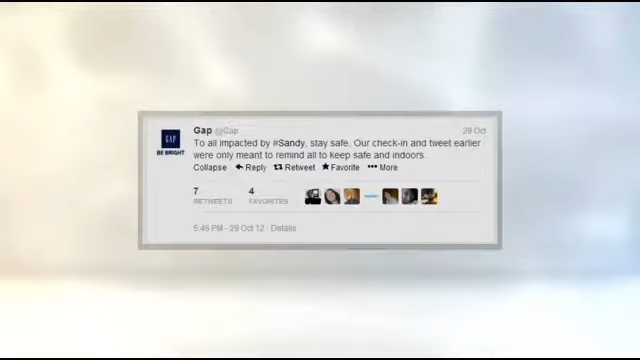 Gap @Gap 29 Oct
GAP
BE BRIGHT
To all impacted by #Sandy, stay safe. Our check-in and tweet earlier
were only meant to remind all to keep safe and indoors.
Collapse Reply Retweet Favorite More
7 4
RETWEETS FAVORITES
5:46 PM - 29 Oct 12 · Details